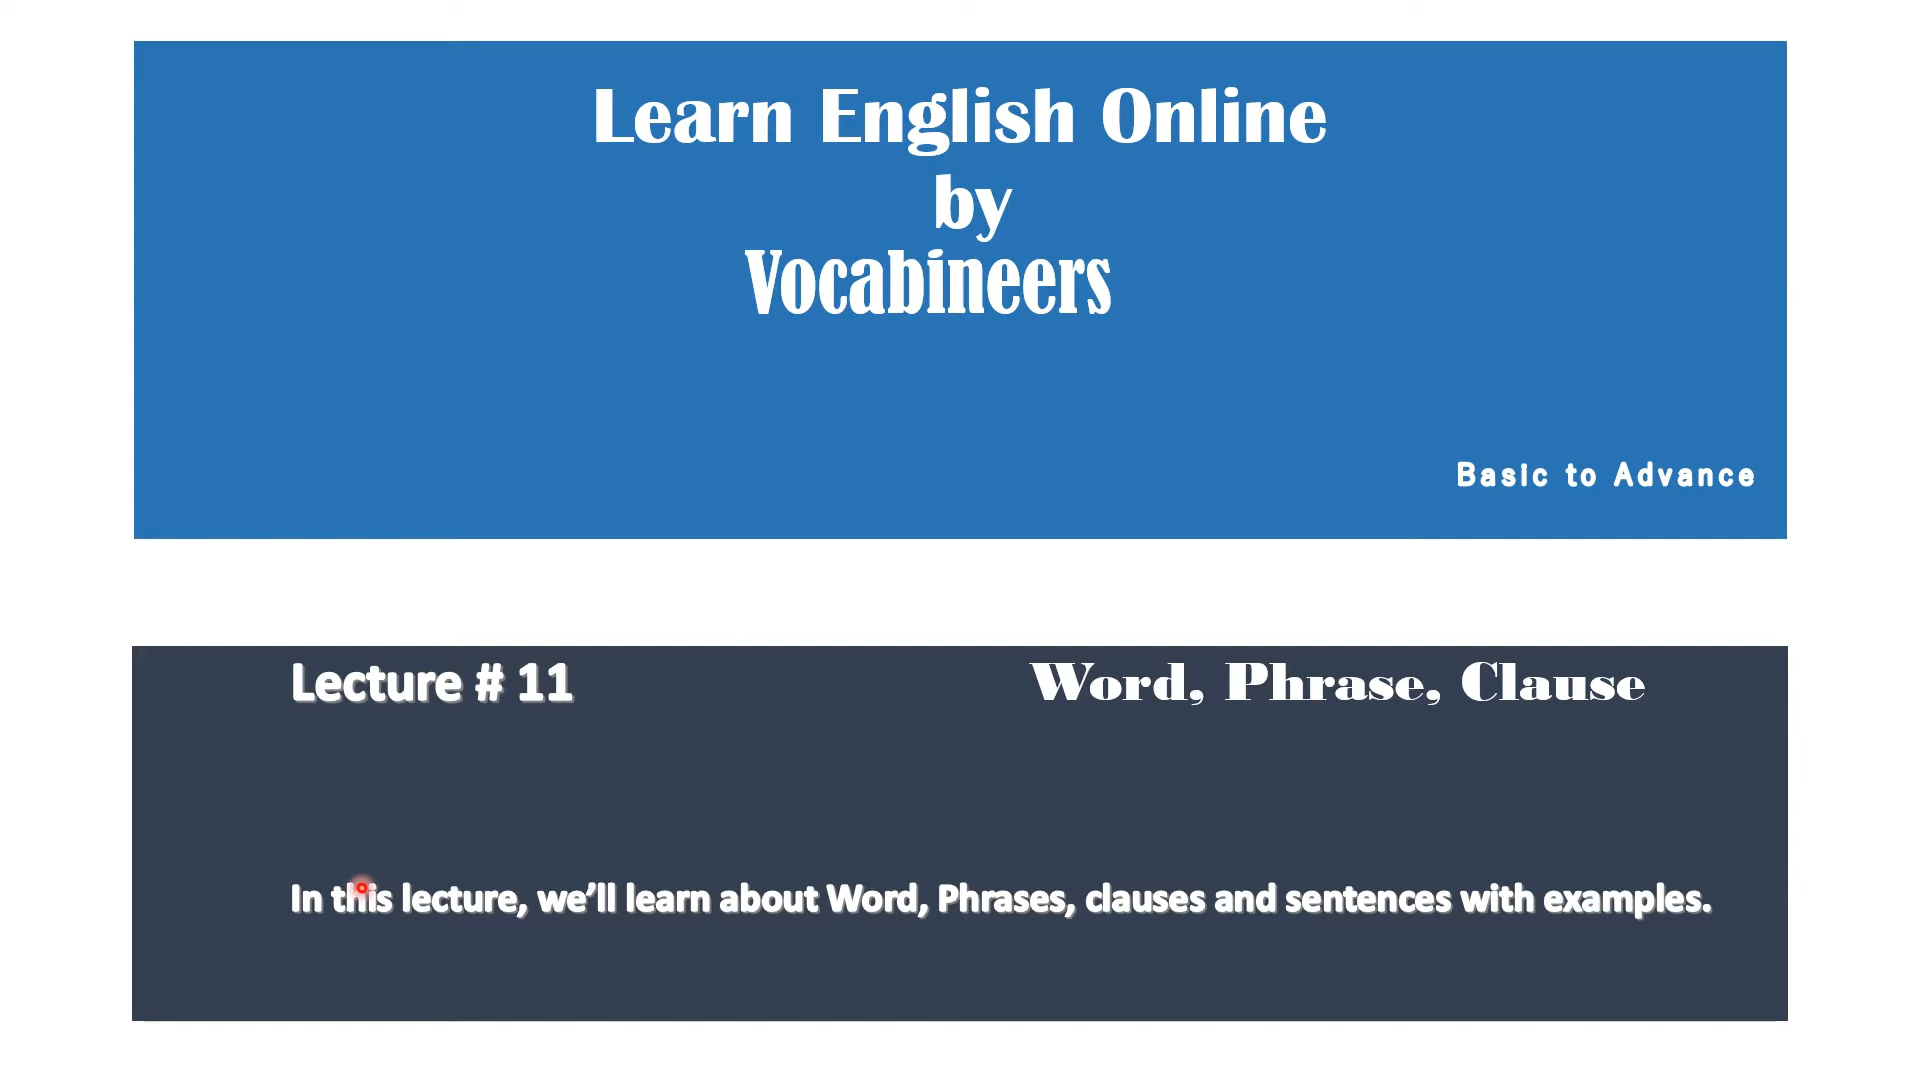 Learn English Online
by
Vocabineers
Basic to Advance
Lecture # 11
Word, Phrase, Clause
In this lecture, we’ll learn about Word, Phrases, clauses and sentences with examples.